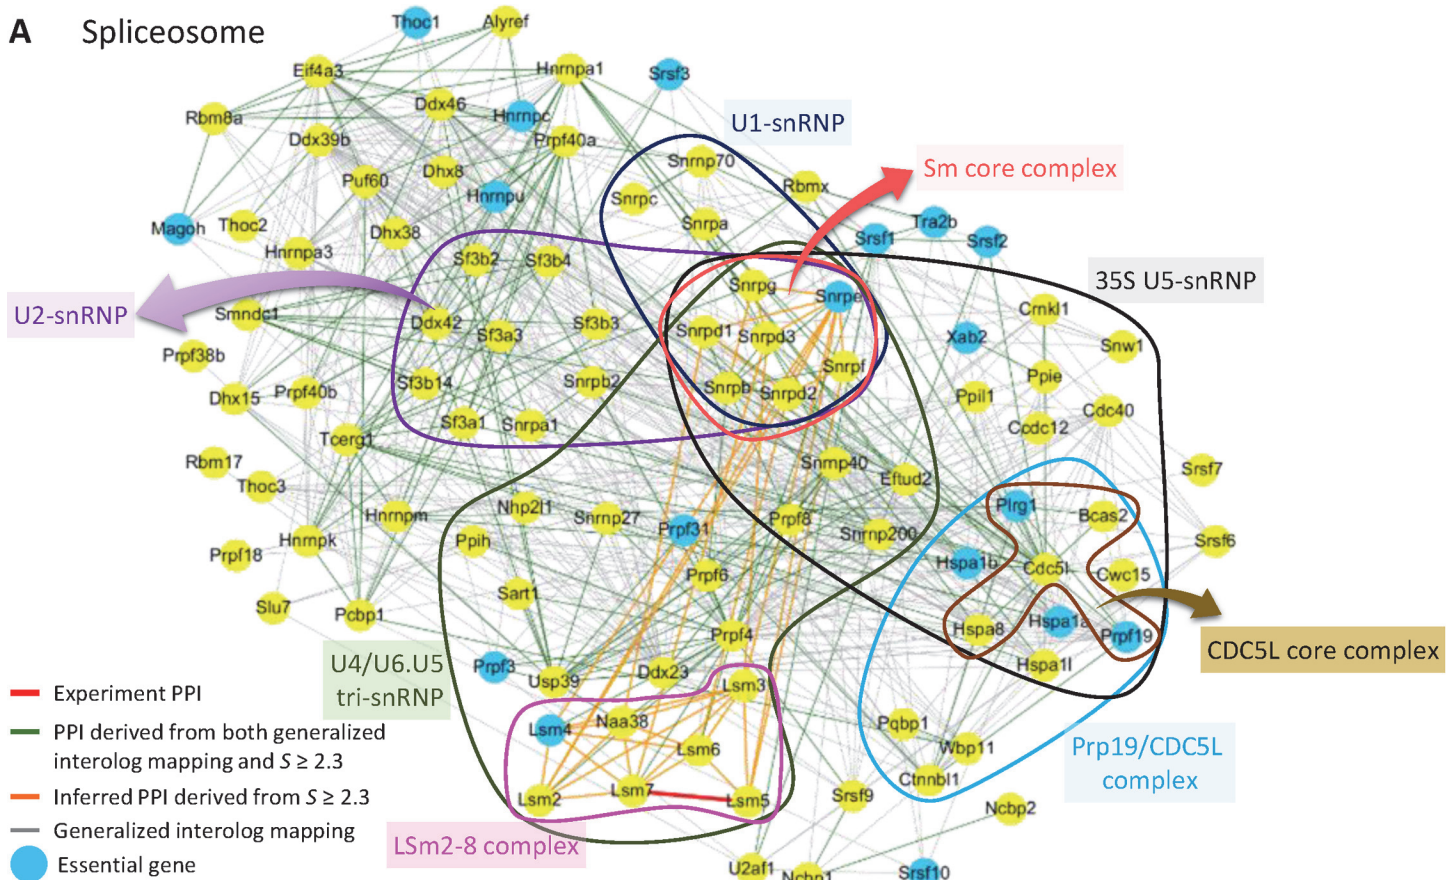 A Spliceosome
Thoc1
Alyref
Eif4a3
Hnrnpa1
Srsf3
Rbm8a
Ddx46
Hnrnpc
Ddx39b
Prpf40a
U1-snRNP
Snrnp70
Sm core complex
Puf60
Dhx8
Hnrnpu
Snrpc
Rbmx
Magoh
Thoc2
Dhx38
Snrpa
Tra2b
Srsf1
Srsf2
Hnrnpa3
Sf3b2
Sf3b4
35S U5-snRNP
U2-snRNP
Smndc1
Ddx42
Sf3a3
Sf3b3
Snrpg
Snrpe
Snrpd1
Snrpd3
Crnkl1
Xab2
Snw1
Prpf38b
Dhx15
Prpf40b
Sf3b14
Snrpb2
Snrpb
Snrpd2
Snrpf
Ppie
Ppil1
Cdc40
Ccdc12
Tcerg1
Sf3a1
Snrpa1
Rbm17
Thoc3
Snrnp40
Eftud2
Srsf7
Hnrnpm
Nhp2l1
Snrnp27
Prpf31
Prpf8
Snrnp200
Plrg1
Bcas2
Prpf18
Hnrnpk
Ppih
Prpf6
Hspa1b
Cdc5l
Cwc15
Srsf6
Slu7
Pcbp1
Sart1
Prpf4
Hspa8
Hspa1a
Prpf19
CDC5L core complex
U4/U6.U5
tri-snRNP
Prpf3
Usp39
Ddx23
Lsm3
Hspa1l
Experiment PPI
PPI derived from both generalized
interolog mapping and S ≥ 2.3
Inferred PPI derived from S ≥ 2.3
Generalized interolog mapping
Essential gene
Lsm4
Naa38
Lsm6
Pqbp1
Wbp11
Prp19/CDC5L
complex
Lsm2
Lsm7
Lsm5
Srsf9
Ctnnbl1
Ncbp2
LSm2-8 complex
U2af1
Ncbp1
Srsf10